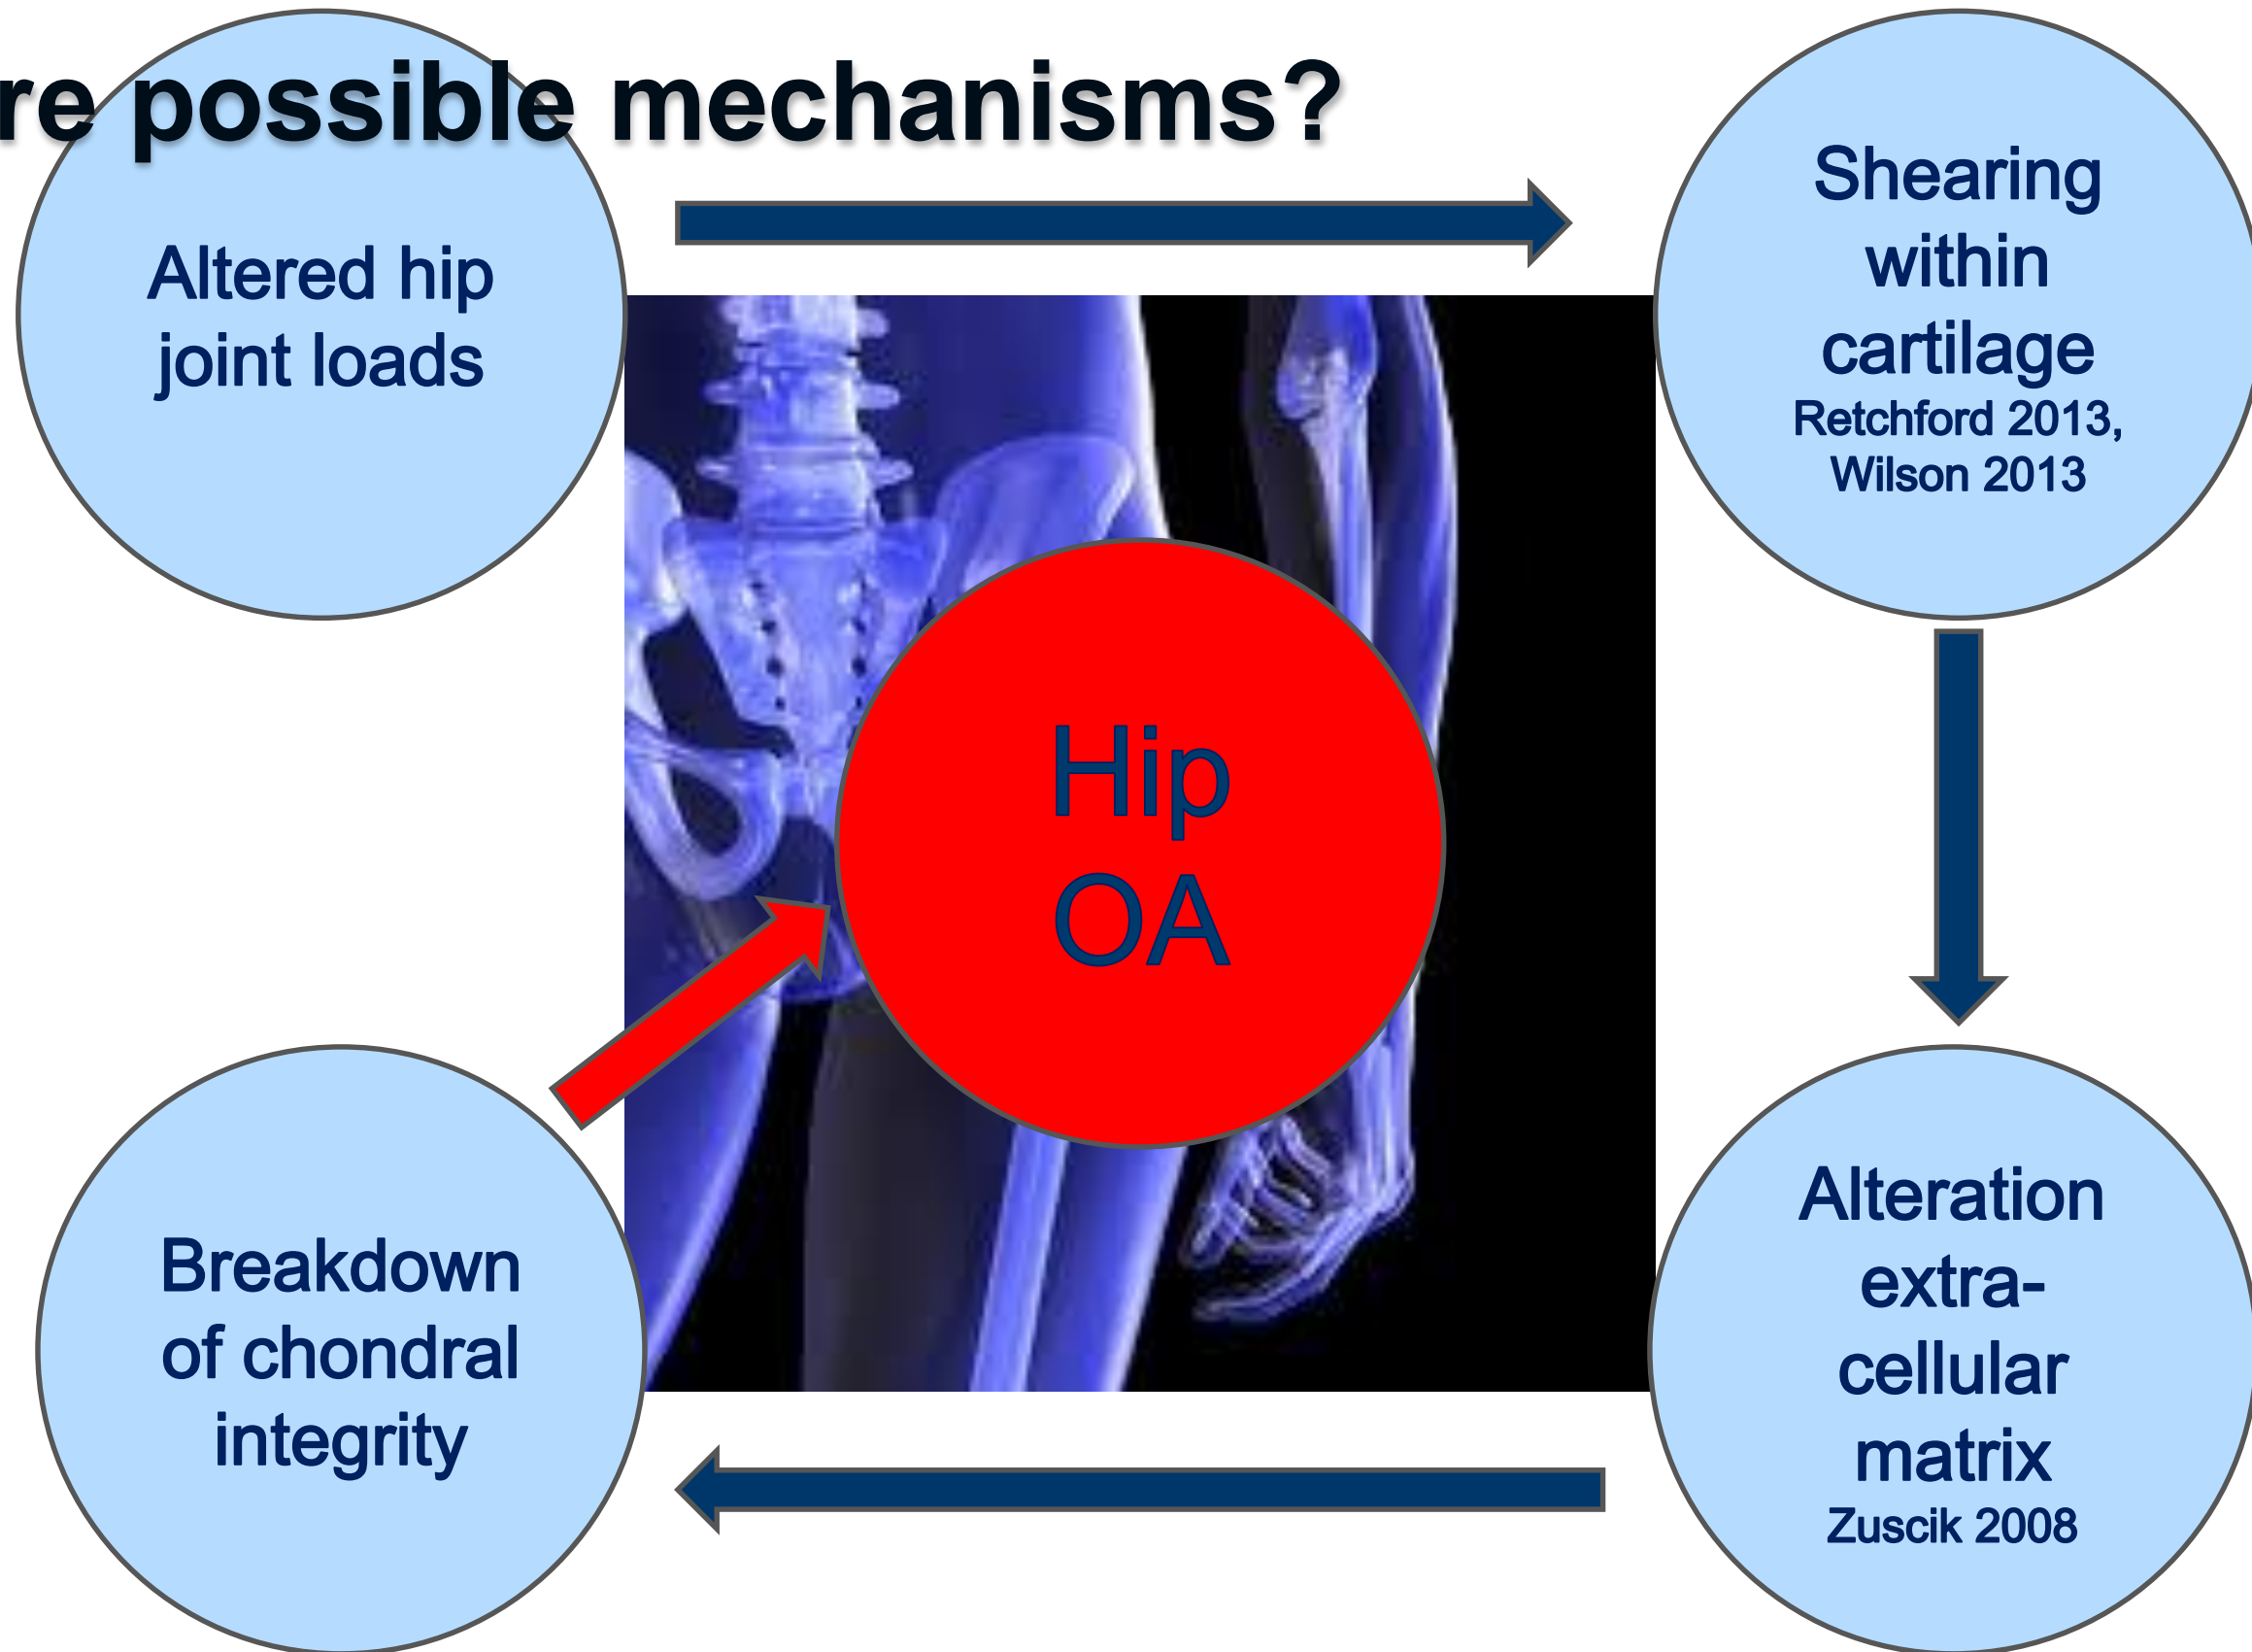 re possible mechanisms?
Altered hip
joint loads
Shearing
within
cartilage
Retchford 2013,
Wilson 2013
Hip
OA
Breakdown
of chondral
integrity
Alteration
extra-
cellular
matrix
Zuscik 2008